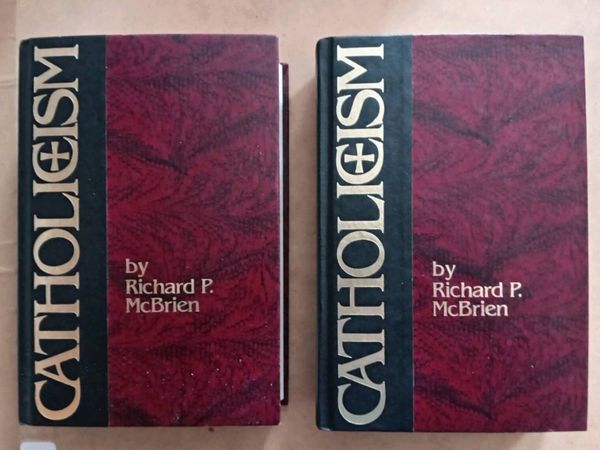 CATHOLICISM
by
Richard P.
McBrien
CATHOLICISM
by
Richard P.
McBrien